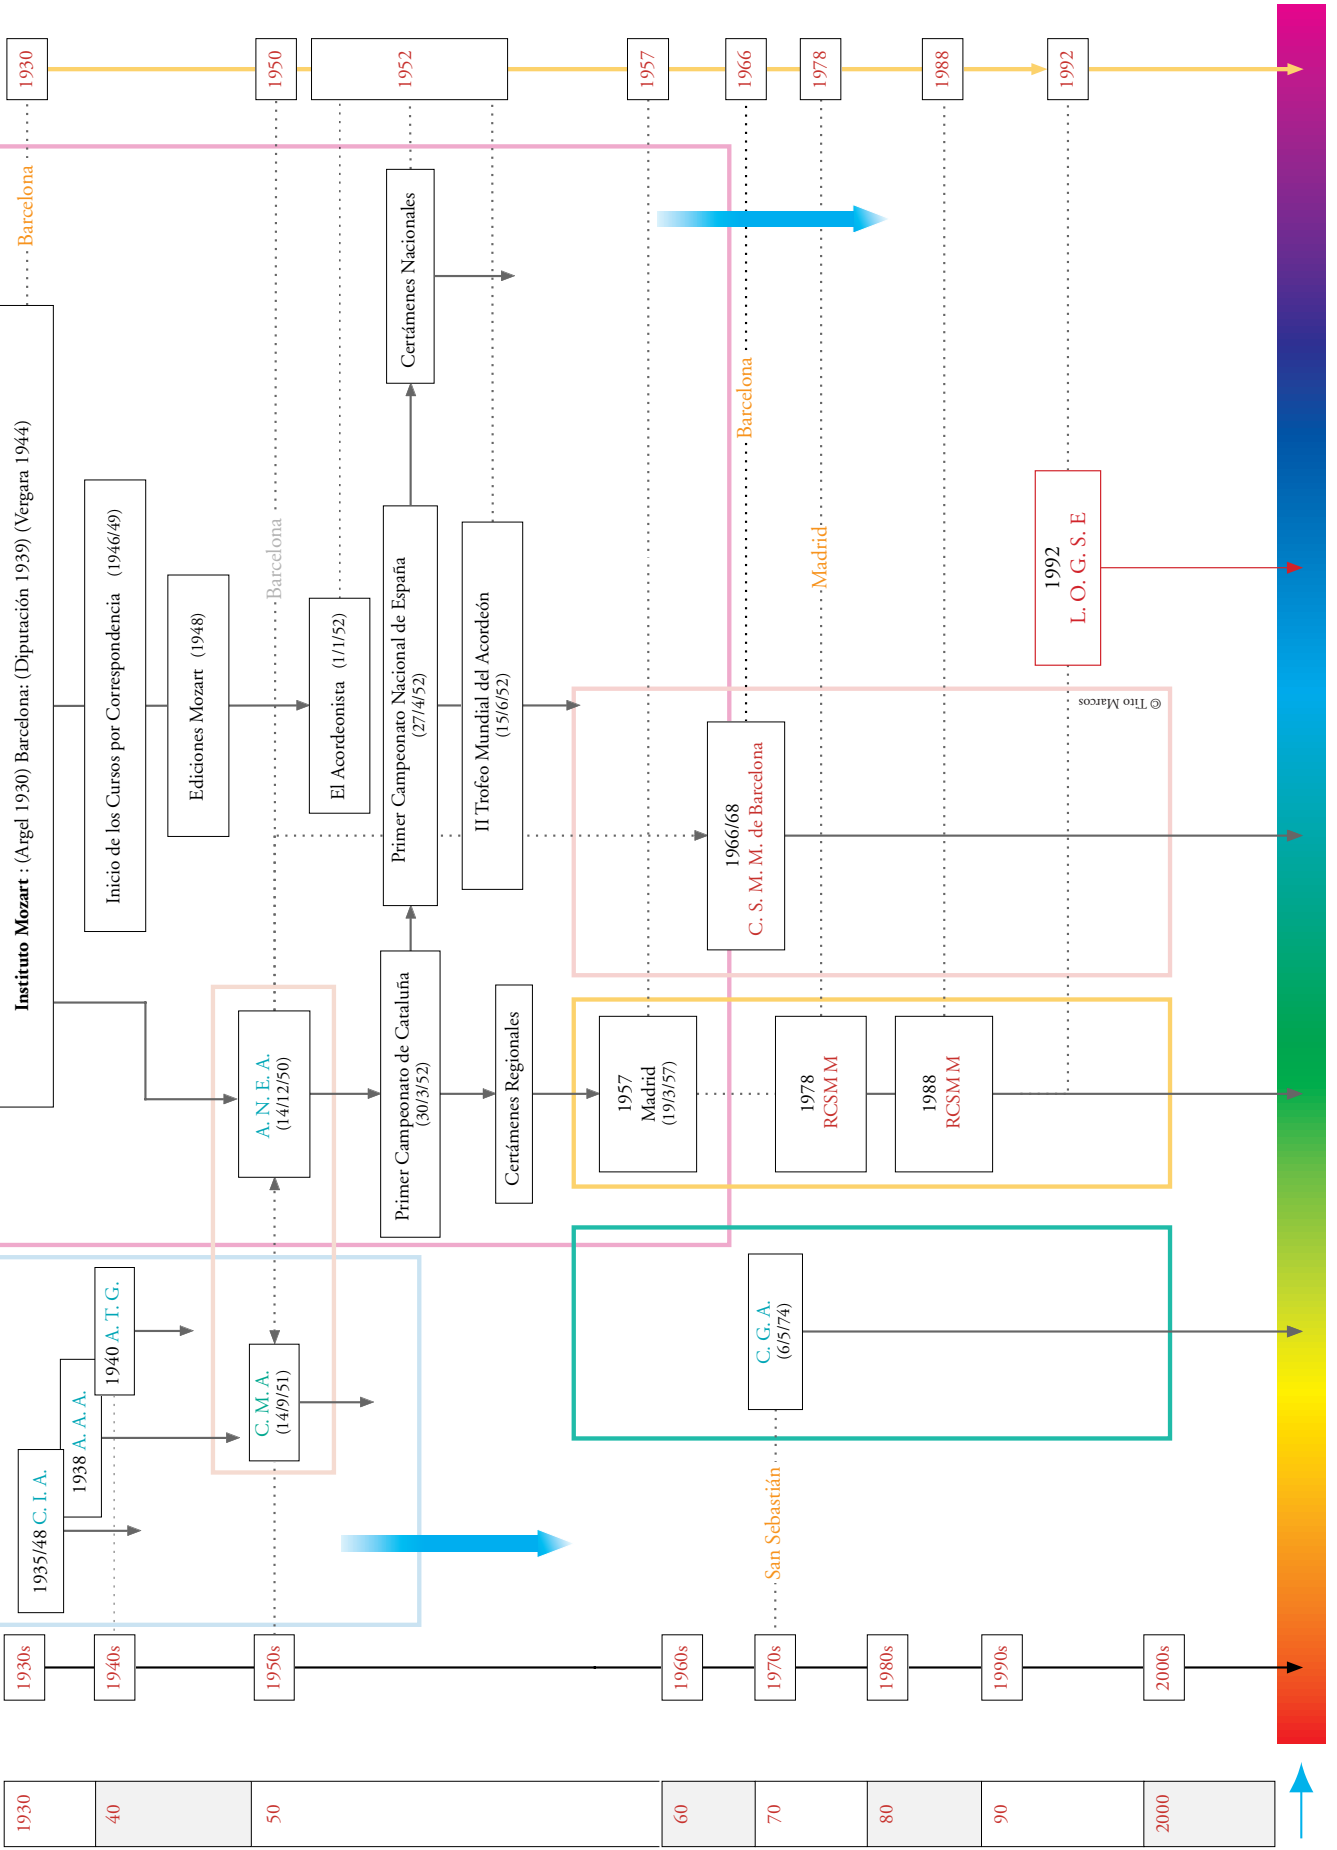 1930
1950
1952
1957
1966
1978
1988
1992
Barcelona
Instituto Mozart : (Argel 1930) Barcelona: (Diputación 1939) (Vergara 1944)
Inicio de los Cursos por Correspondencia (1946/49)
Ediciones Mozart (1948)
Barcelona
El Acordeonista (1/1/52)
Primer Campeonato Nacional de España
(27/4/52)
Certámenes Nacionales
II Trofeo Mundial del Acordeón
(15/6/52)
Barcelona
Madrid
1992
L. O. G. S. E
© Tito Marcos
1966/68
C. S. M. M. de Barcelona
A. N. E. A.
(14/12/50)
Primer Campeonato de Cataluña
(30/3/52)
Certámenes Regionales
1957
Madrid
(19/3/57)
1978
RCSM M
1988
RCSM M
1935/48 C. I. A.
1938 A. A. A.
1940 A. T. G.
C. M. A.
(14/9/51)
C. G. A.
(6/5/74)
San Sebastián
1930s
1940s
1950s
1960s
1970s
1980s
1990s
2000s
1930
40
50
60
70
80
90
2000